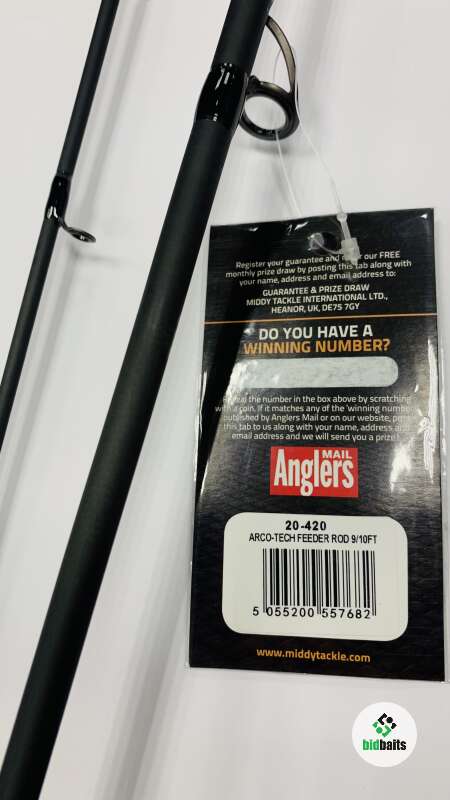 Register your guarantee and our FREE
monthly prize draw by posting this tab along with
your name, address and email address to:
GUARANTEE & PRIZE DRAW
MIDDY TACKLE INTERNATIONAL LTD.,
HEANOR, UK, DE75 7GY
DO YOU HAVE A
WINNING NUMBER?
the number in the box above by scratching
with a coin. If it matches any of the 'winning
published by Anglers Mail or on our website,
this tab to us along with your name, address and
email address and we will send you a prize!
Anglers MAIL
20-420
ARCO-TECH FEEDER ROD 9/10FT
5 055200 557682
www.middytackle.com
bidbaits